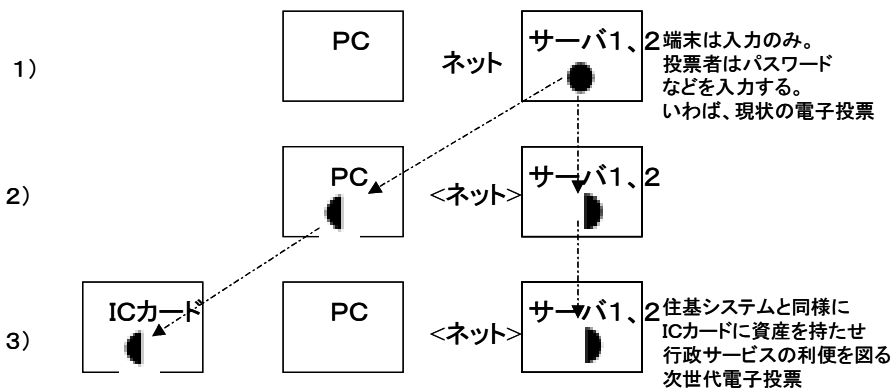 1)
PC
ネット
サーバ1、2
端末は入力のみ。
投票者はパスワード
などを入力する。
いわば、現状の電子投票
2)
PC
<ネット>
サーバ1、2
3)
ICカード
PC
<ネット>
サーバ1、2
住基システムと同様に
ICカードに資産を持たせ
行政サービスの利便を図る
次世代電子投票